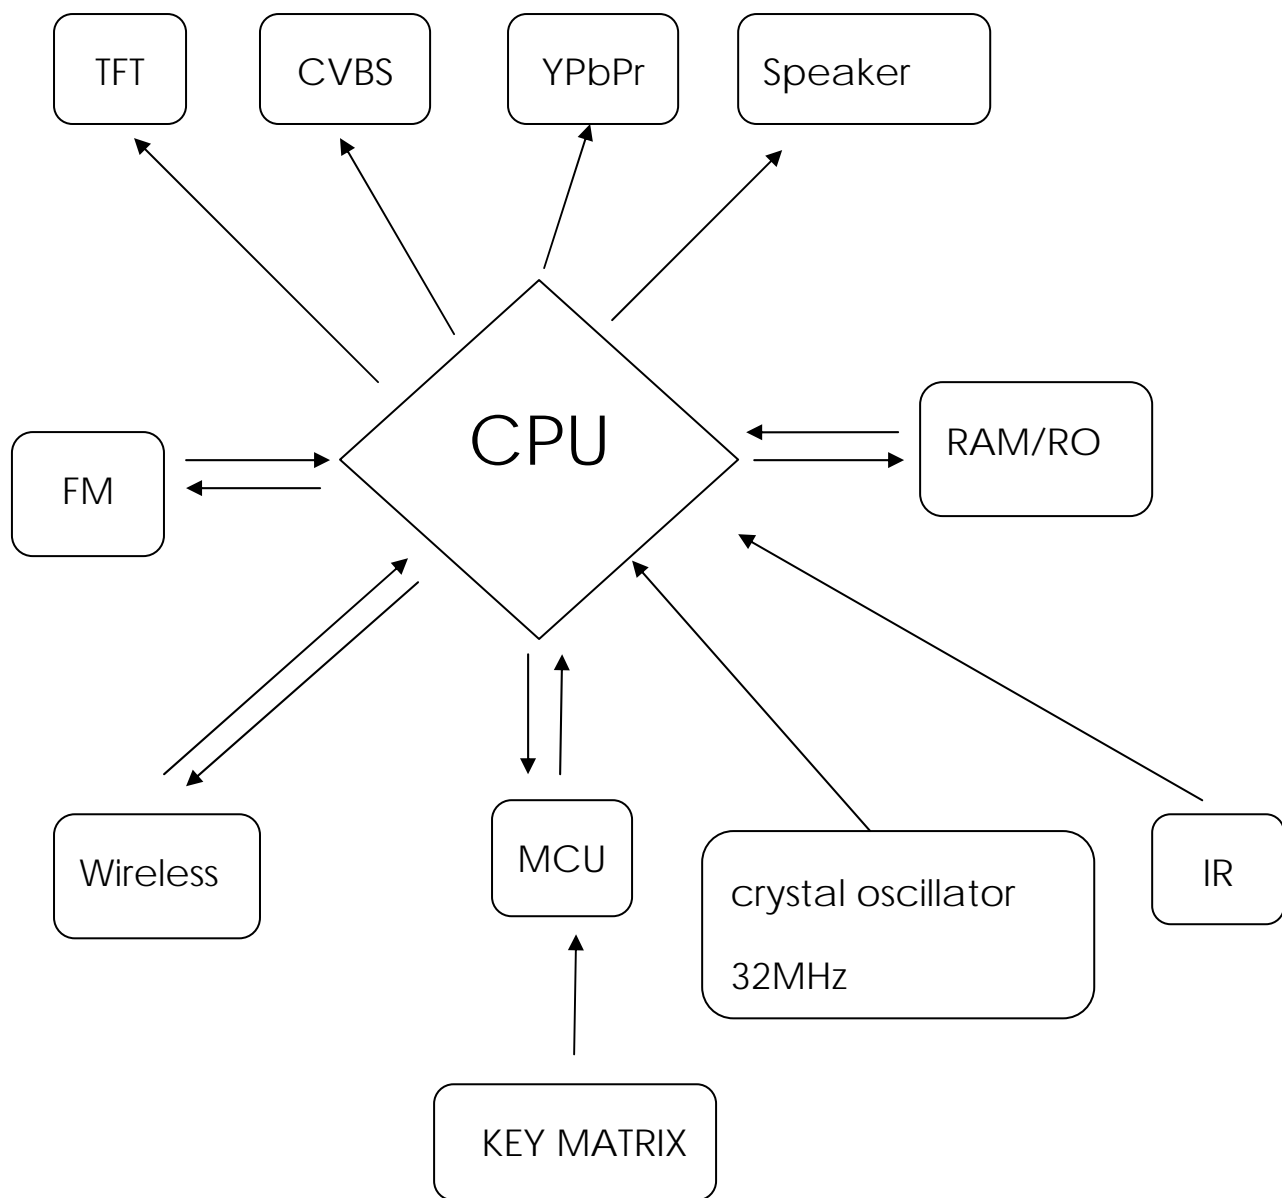 TFT
CVBS
YPbPr
Speaker
CPU
RAM/RO
FM
Wireless
MCU
crystal oscillator
32MHz
IR
KEY MATRIX